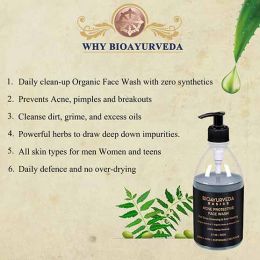 WHY BIOAYURVEDA
1. Daily clean-up Organic Face Wash with zero synthetics
2. Prevents Acne, pimples and breakouts
3. Cleanse dirt, grime, and excess oils
4. Powerful herbs to draw deep down impurities.
5. All skin types for men Women and teens
6. Daily defence and no over-drying
BIOAYURVEDA
BASICS
ACNE PROTECTIVE
FACE WASH